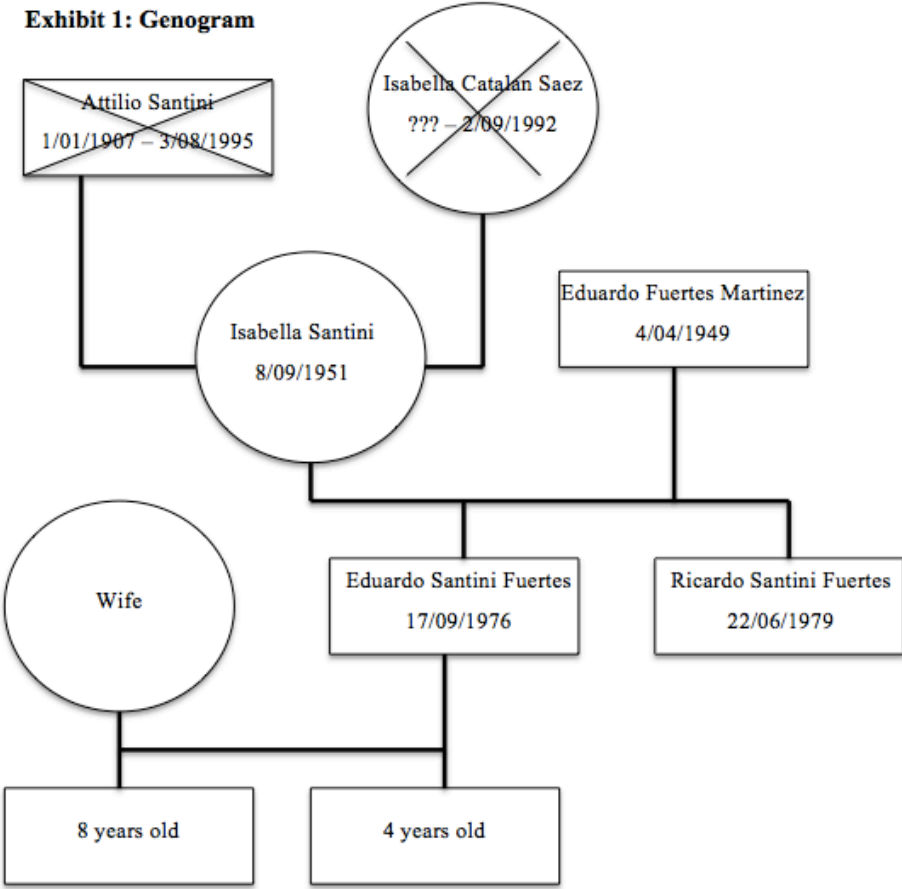 Exhibit 1: Genogram
Attilio Santini
1/01/1907 – 3/08/1995
Isabella Catalan Saez
??? – 2/09/1992
Isabella Santini
8/09/1951
Eduardo Fuertes Martinez
4/04/1949
Wife
Eduardo Santini Fuertes
17/09/1976
Ricardo Santini Fuertes
22/06/1979
8 years old
4 years old